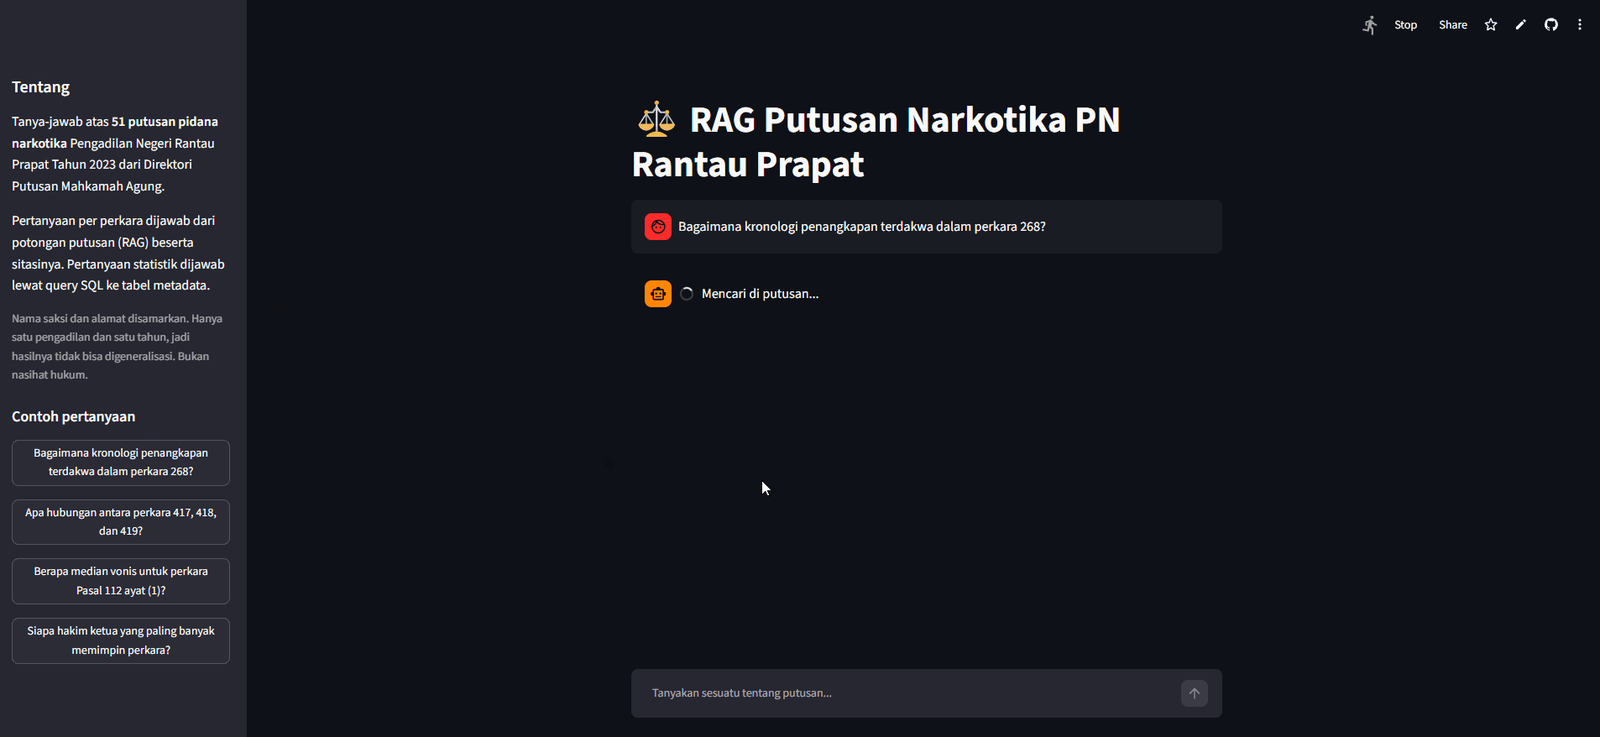 Stop
Share
Tentang
Tanya-jawab atas 51 putusan pidana
narkotika Pengadilan Negeri Rantau
Prapat Tahun 2023 dari Direktori
Putusan Mahkamah Agung.
Pertanyaan per perkara dijawab dari
potongan putusan (RAG) beserta
sitasinya. Pertanyaan statistik dijawab
lewat query SQL ke tabel metadata.
Nama saksi dan alamat disamarkan. Hanya
satu pengadilan dan satu tahun, jadi
hasilnya tidak bisa digeneralisasi. Bukan
nasihat hukum.
Contoh pertanyaan
Bagaimana kronologi penangkapan
terdakwa dalam perkara 268?
Apa hubungan antara perkara 417, 418,
dan 419?
Berapa median vonis untuk perkara
Pasal 112 ayat (1)?
Siapa hakim ketua yang paling banyak
memimpin perkara?
RAG Putusan Narkotika PN
Rantau Prapat
Bagaimana kronologi penangkapan terdakwa dalam perkara 268?
Mencari di putusan...
Tanyakan sesuatu tentang putusan...